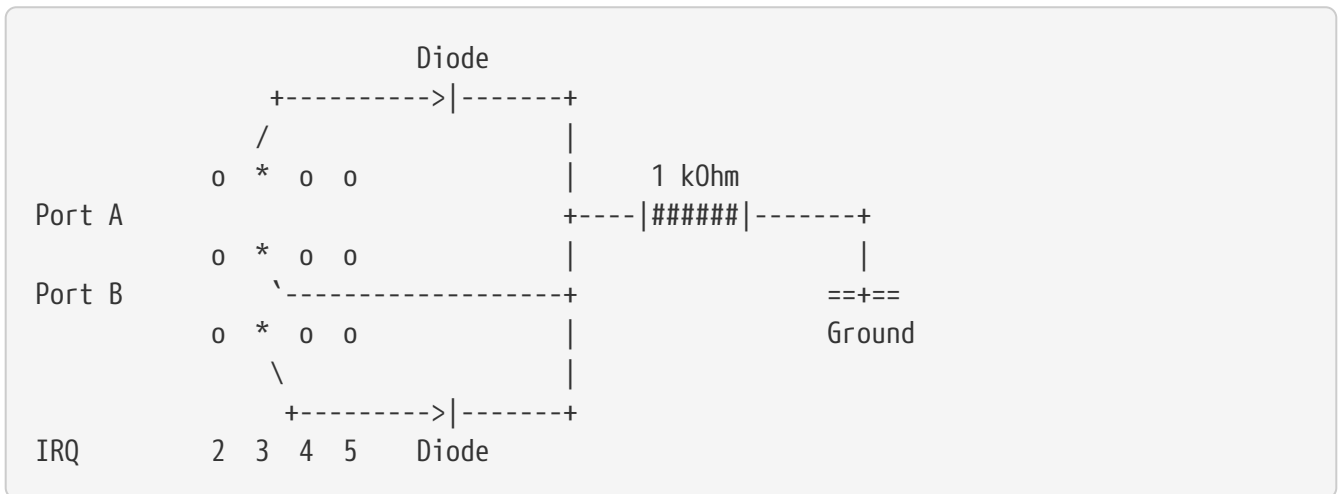 Diode
                +---------->|-------+
               /                    |
            o  *  o  o              |     1 kOhm
Port A                              +----|######|-------+
            o  *  o  o              |                   |
Port B          `-------------------+                 ==+==
            o  *  o  o              |                 Ground
                \                   |
                 +--------->|-------+
IRQ         2  3  4  5    Diode